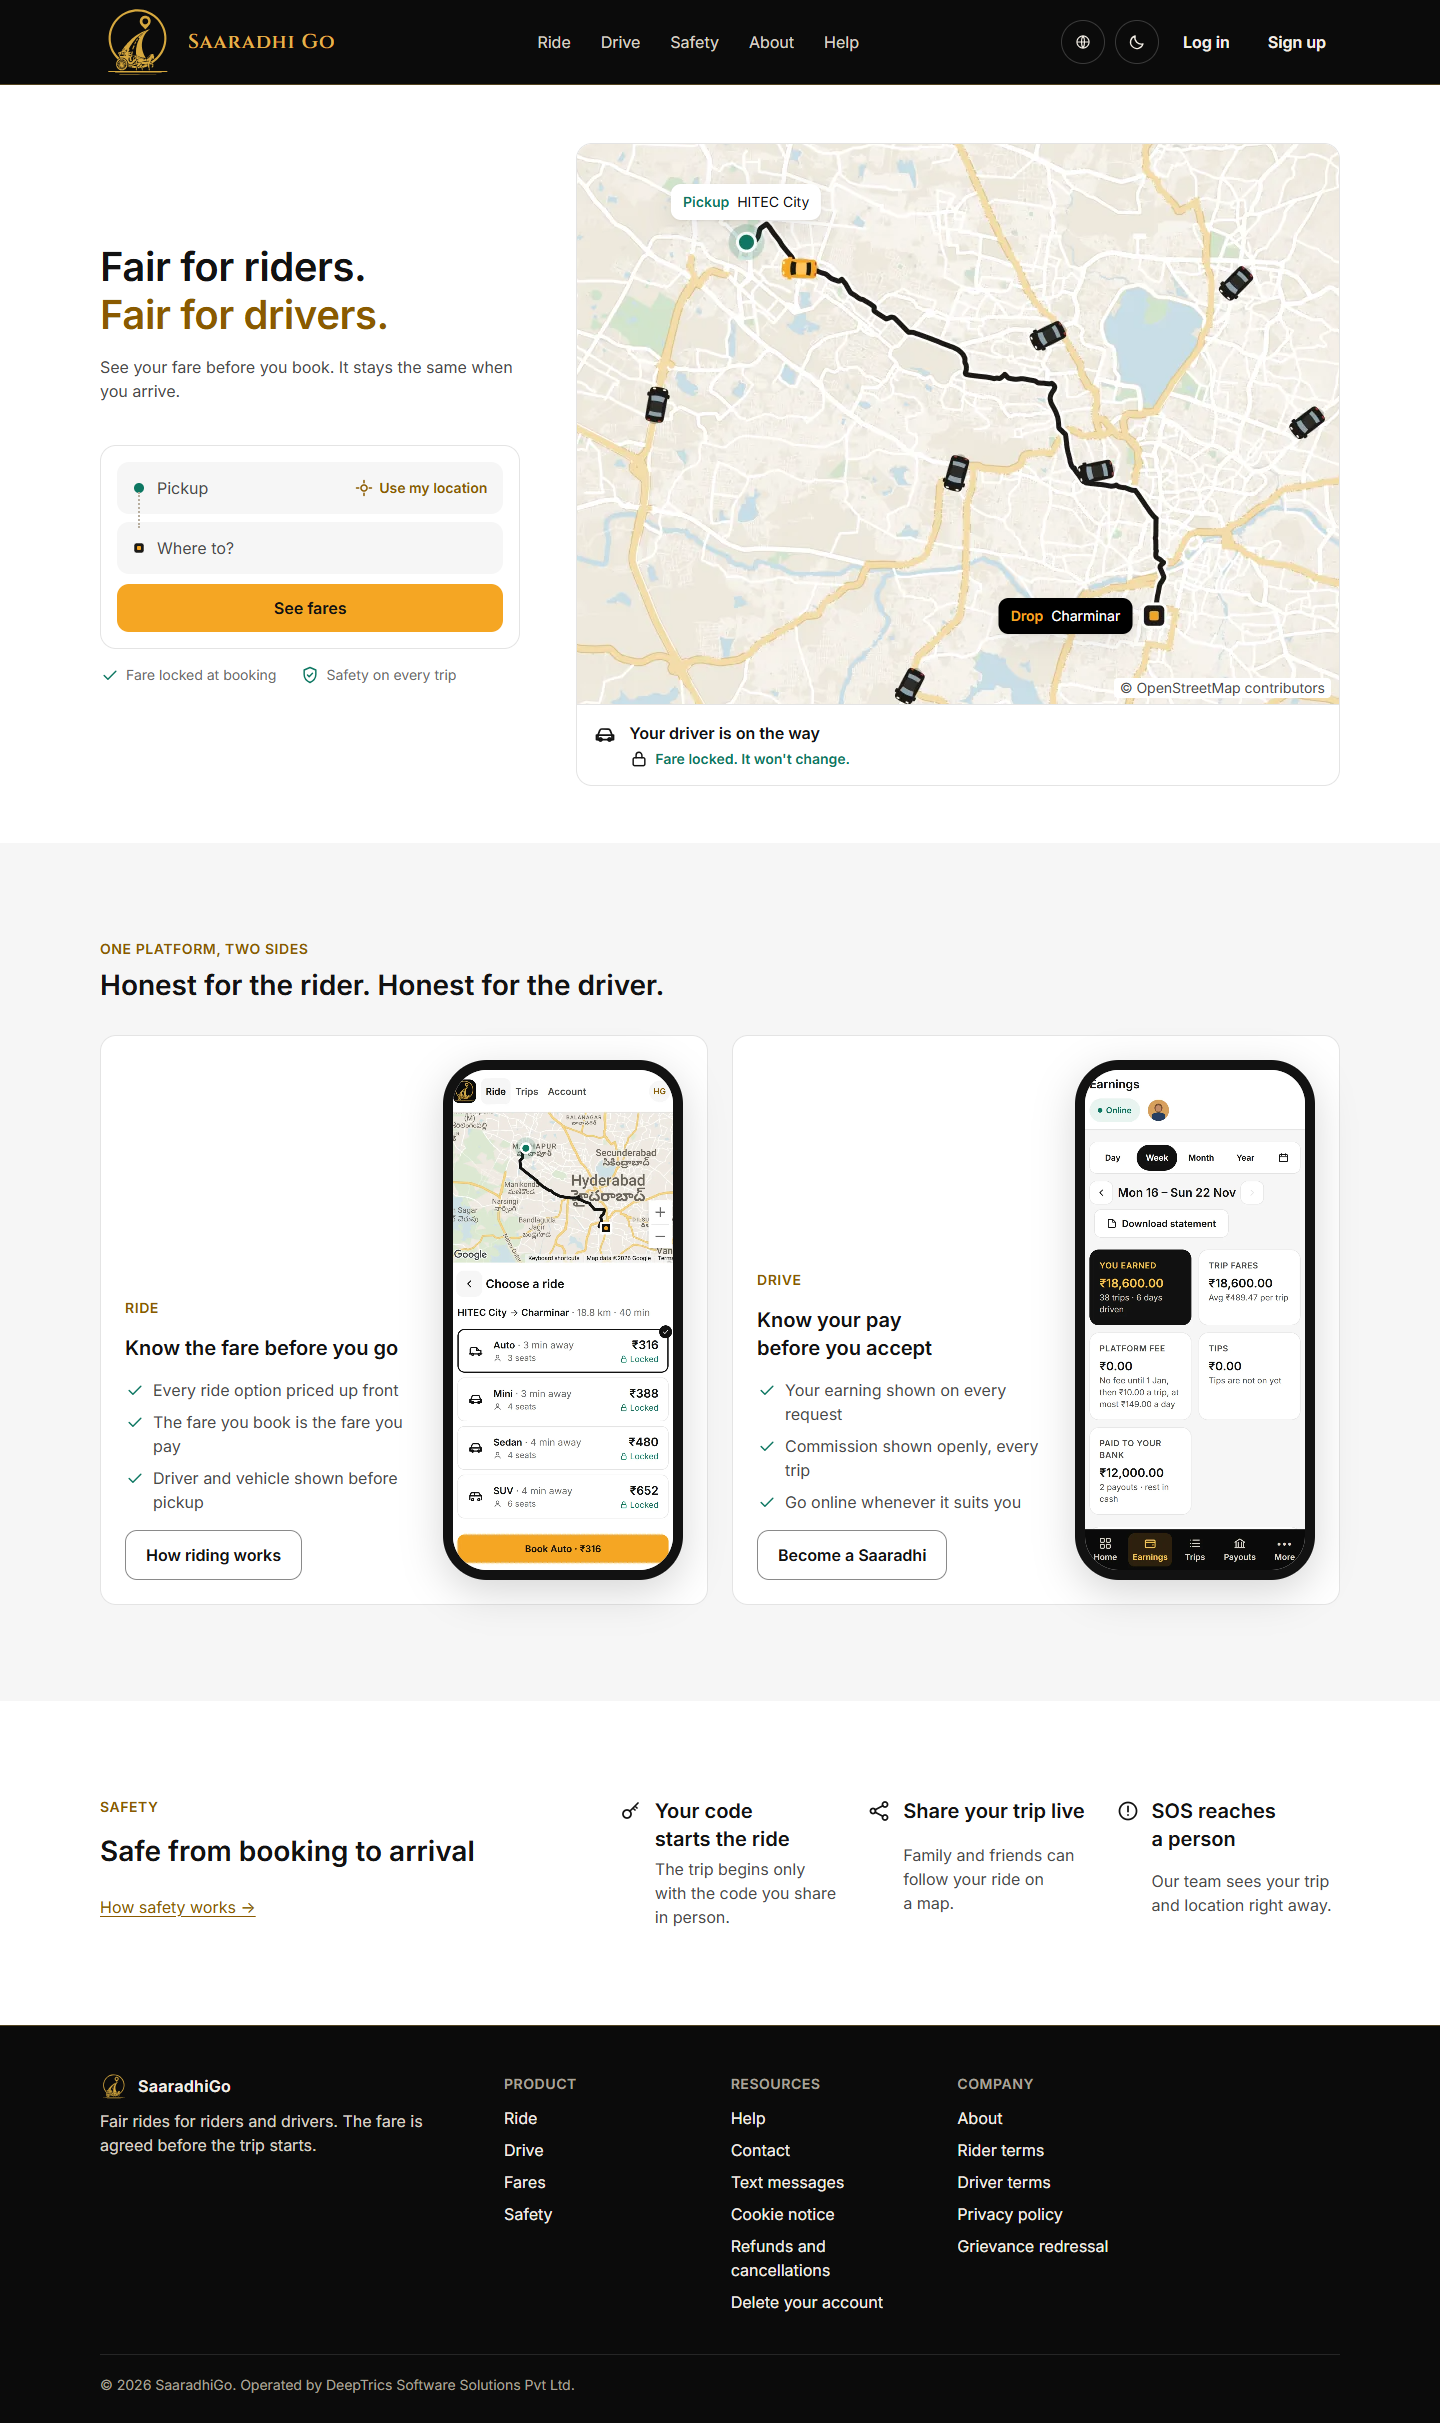 SAARADHI GO
Ride
Drive
Safety
About
Help
Log in
Sign up
Fair for riders.
Fair for drivers.
See your fare before you book. It stays the same when
you arrive.
Pickup
Use my location
Where to?
See fares
Fare locked at booking
Safety on every trip
Pickup HITEC City
Drop Charminar
© OpenStreetMap contributors
Your driver is on the way
Fare locked. It won't change.
ONE PLATFORM, TWO SIDES
Honest for the rider. Honest for the driver.
RIDE
Know the fare before you go
Every ride option priced up front
The fare you book is the fare you
pay
Driver and vehicle shown before
pickup
How riding works
Ride
Trips
Account
HG
BALANAGAR
Secunderabad
సికింద్రాబాద్
Hyderabad
హైదరాబాద్
Manikonda
Narsingi
Bandlaguda
Jagir
Google
Keyboard shortcuts
Map data ©2026 Google
Choose a ride
HITEC City → Charminar · 18.8 km · 40 min
Auto · 3 min away
₹316
3 seats
Locked
Mini · 3 min away
₹388
4 seats
Locked
Sedan · 4 min away
₹480
4 seats
Locked
SUV · 4 min away
₹652
6 seats
Locked
Book Auto · ₹316
DRIVE
Know your pay
before you accept
Your earning shown on every
request
Commission shown openly, every
trip
Go online whenever it suits you
Become a Saaradhi
Earnings
Online
Day
Week
Month
Year
Mon 16 – Sun 22 Nov
Download statement
YOU EARNED
₹18,600.00
38 trips · 6 days
driven
TRIP FARES
₹18,600.00
Avg ₹489.47 per trip
PLATFORM FEE
₹0.00
No fee until 1 Jan,
then ₹10.00 a trip, at
most ₹149.00 a day
TIPS
₹0.00
Tips are not on yet
PAID TO YOUR
BANK
₹12,000.00
2 payouts · rest in
cash
Home
Earnings
Trips
Payouts
More
SAFETY
Safe from booking to arrival
How safety works →
Your code
starts the ride
The trip begins only
with the code you share
in person.
Share your trip live
Family and friends can
follow your ride on
a map.
SOS reaches
a person
Our team sees your trip
and location right away.
SaaradhiGo
Fair rides for riders and drivers. The fare is
agreed before the trip starts.
PRODUCT
Ride
Drive
Fares
Safety
RESOURCES
Help
Contact
Text messages
Cookie notice
Refunds and
cancellations
Delete your account
COMPANY
About
Rider terms
Driver terms
Privacy policy
Grievance redressal
© 2026 SaaradhiGo. Operated by DeepTrics Software Solutions Pvt Ltd.